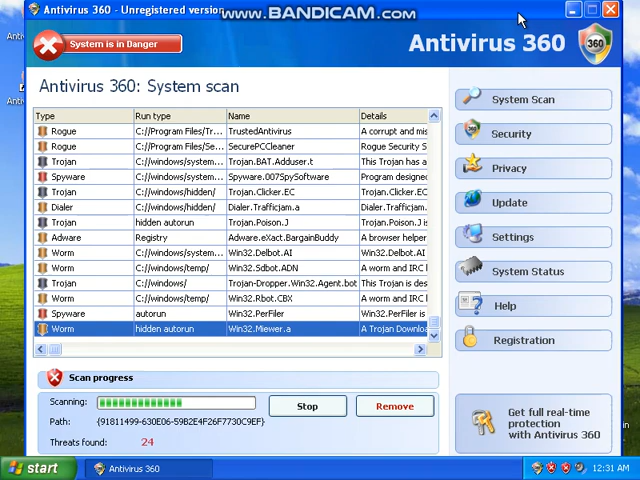 Antivirus 360 - Unregistered version
www.BANDICAM.com
System is in Danger
Antivirus 360
360
Antivirus 360: System scan
Type Run type Name Details
Rogue C://Program Files/Tr... TrustedAntivirus A corrupt and mis
Rogue C://Program Files/Se... SecurePCCleaner Rogue Security S
Trojan C://windows/system... Trojan.BAT.Adduser.t This Trojan has a
Spyware C://windows/system... Spyware.007SpySoftware Program designed
Trojan C://windows/hidden/ Trojan.Clicker.EC
Dialer C://windows/hidden/ Dialer.Trafficjam.a
Trojan hidden autorun Trojan.Poison.J Trojan.Poison.J is
Adware Registry Adware.eXact.BargainBuddy A browser helper
Worm C://windows/system... Win32.Delbot.AI
Worm C://windows/temp/ Win32.Sdbot.ADN A worm and IRC
Trojan C://windows/ Trojan-Dropper.Win32.Agent.bot This Trojan is des
Worm C://windows/temp/ Win32.Rbot.CBX A worm and IRC
Spyware autorun Win32.PerFiler Win32.PerFiler is
Worm hidden autorun Win32.Miewer.a A Trojan Downloa
Scan progress
Scanning:
Stop
Remove
Path: {91811499-630E06-59B2E4F26F7730C9EF}
Threats found: 24
System Scan
Security
Privacy
Update
Settings
System Status
Help
Registration
Get full real-time
protection
with Antivirus 360
start
Antivirus 360
12:31 AM